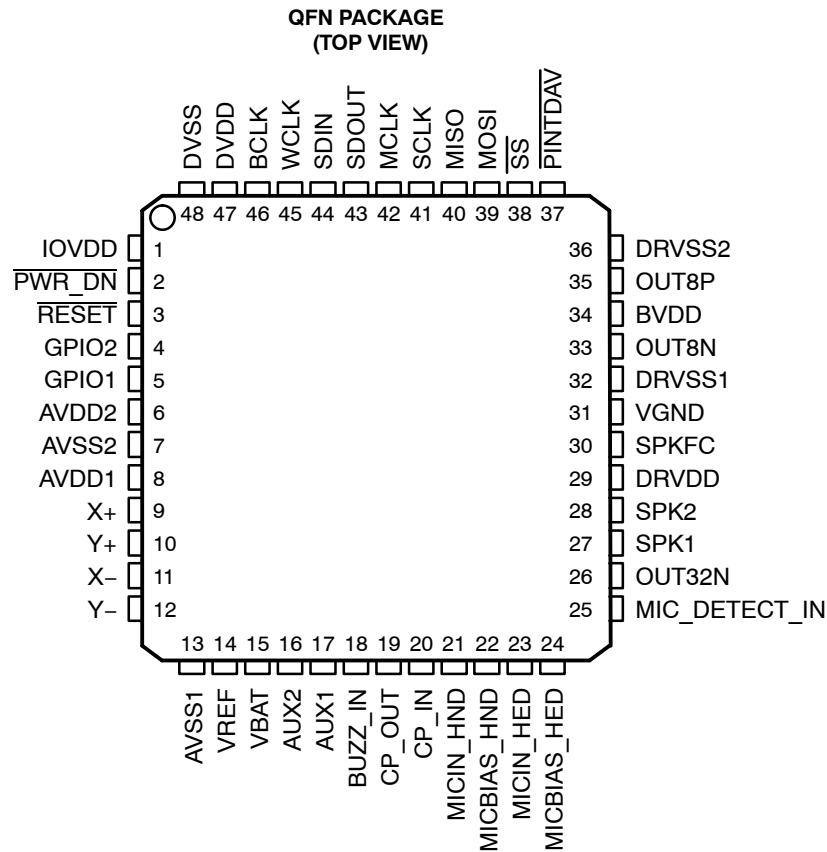 QFN PACKAGE
(TOP VIEW)
DVSS
DVDD
BCLK
WCLK
SDIN
SDOUT
MCLK
SCLK
MISO
MOSI
SS
PINTDAV
48 47 46 45 44 43 42 41 40 39 38 37
IOVDD 1
PWR_DN 2
RESET 3
GPIO2 4
GPIO1 5
AVDD2 6
AVSS2 7
AVDD1 8
X+ 9
Y+ 10
X− 11
Y− 12
36 DRVSS2
35 OUT8P
34 BVDD
33 OUT8N
32 DRVSS1
31 VGND
30 SPKFC
29 DRVDD
28 SPK2
27 SPK1
26 OUT32N
25 MIC_DETECT_IN
13 14 15 16 17 18 19 20 21 22 23 24
AVSS1
VREF
VBAT
AUX2
AUX1
BUZZ_IN
CP_OUT
CP_IN
MICIN_HND
MICBIAS_HND
MICIN_HED
MICBIAS_HED